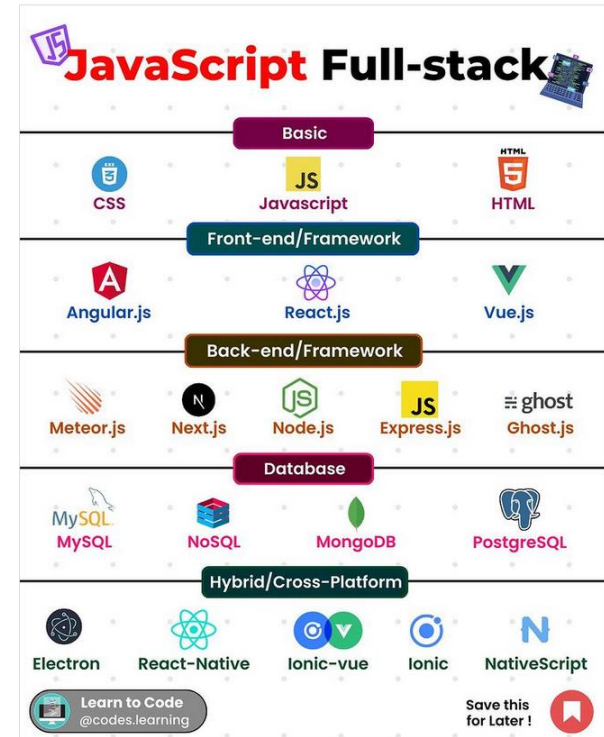 JS
JavaScript Full-stack
Basic
3
JS
HTML
5
CSS
Javascript
HTML
Front-end/Framework
A
Angular.js
React.js
Vue.js
Back-end/Framework
N
JS
JS
ghost
Meteor.js
Next.js
Node.js
Express.js
Ghost.js
Database
MySQL
MySQL
NoSQL
MongoDB
PostgreSQL
Hybrid/Cross-Platform
N
Electron
React-Native
Ionic-vue
Ionic
NativeScript
Learn to Code
@codes.learning
Save this
for Later !